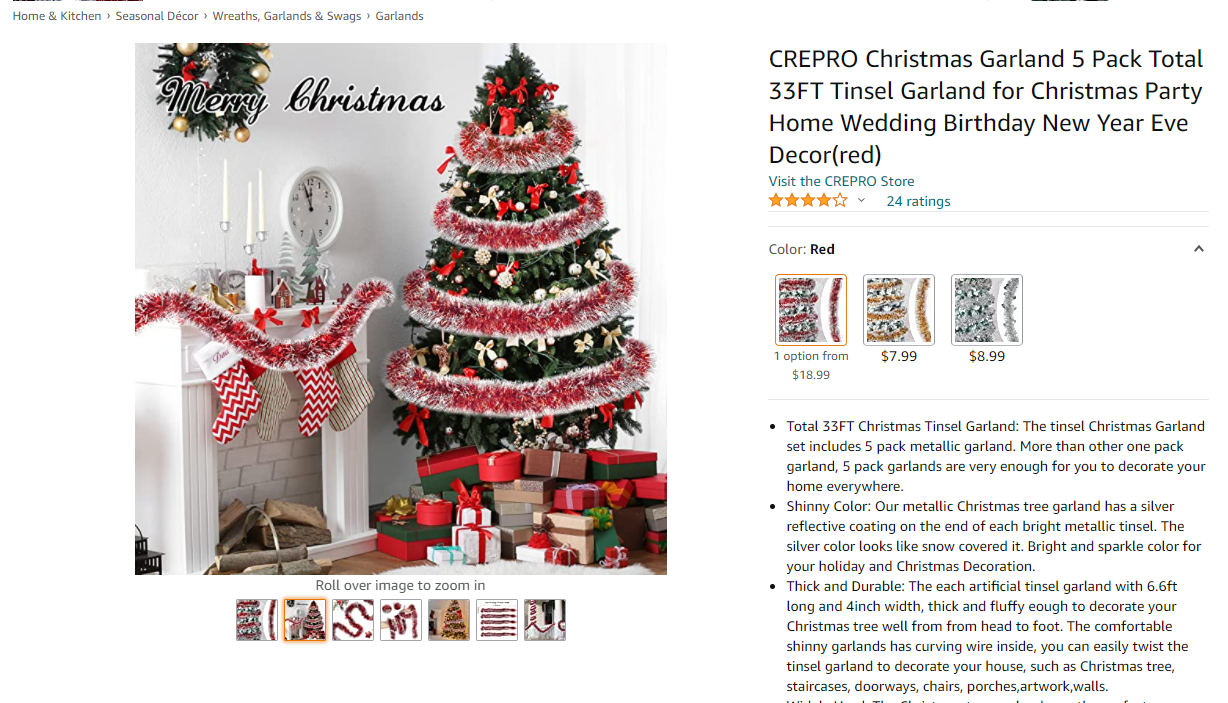 Home & Kitchen › Seasonal Décor › Wreaths, Garlands & Swags › Garlands
Merry Christmas
Roll over image to zoom in
CREPRO Christmas Garland 5 Pack Total
33FT Tinsel Garland for Christmas Party
Home Wedding Birthday New Year Eve
Decor(red)
Visit the CREPRO Store
24 ratings
Color: Red
1 option from
$18.99
$7.99
$8.99
Total 33FT Christmas Tinsel Garland: The tinsel Christmas Garland
set includes 5 pack metallic garland. More than other one pack
garland, 5 pack garlands are very enough for you to decorate your
home everywhere.
Shinny Color: Our metallic Christmas tree garland has a silver
reflective coating on the end of each bright metallic tinsel. The
silver color looks like snow covered it. Bright and sparkle color for
your holiday and Christmas Decoration.
Thick and Durable: The each artificial tinsel garland with 6.6ft
long and 4inch width, thick and fluffy eough to decorate your
Christmas tree well from from head to foot. The comfortable
shinny garlands has curving wire inside, you can easily twist the
tinsel garland to decorate your house, such as Christmas tree,
staircases, doorways, chairs, porches,artwork,walls.